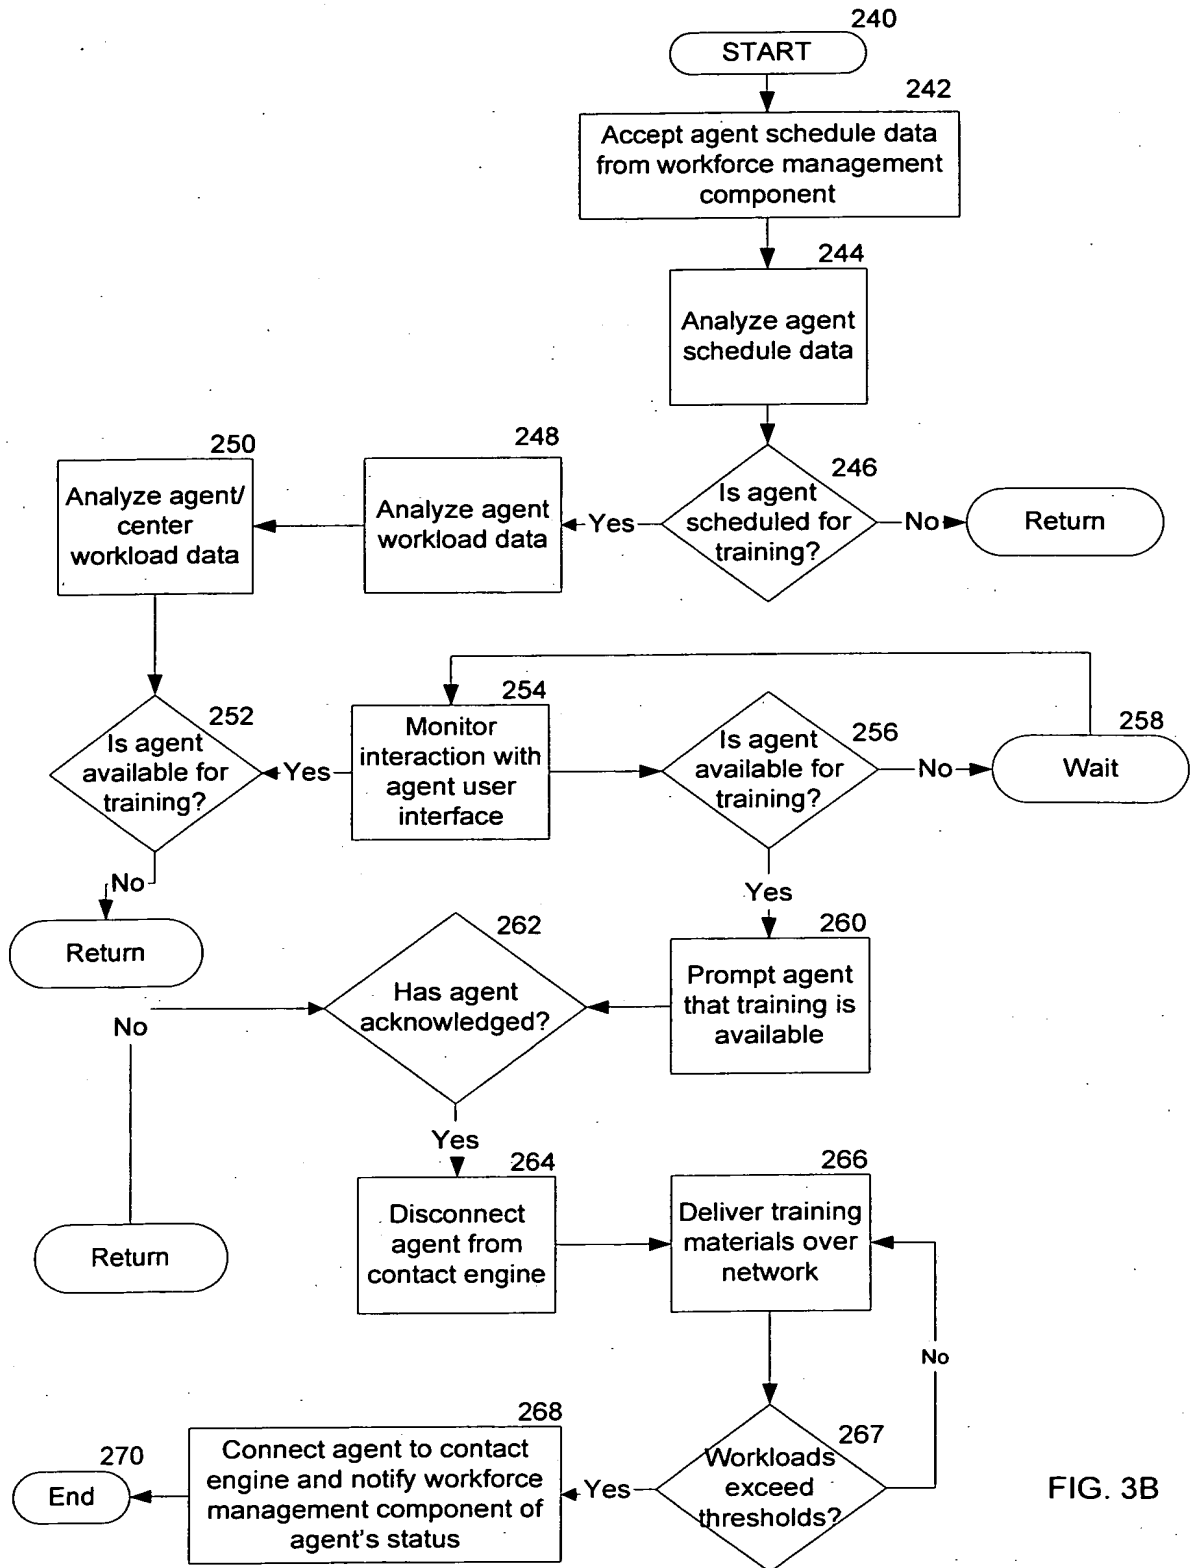 240
START
242
Accept agent schedule data
from workforce management
component
244
Analyze agent
schedule data
246
Is agent
scheduled for
training?
No
Return
Yes
248
Analyze agent
workload data
250
Analyze agent/
center
workload data
252
Is agent
available for
training?
Yes
No
Return
254
Monitor
interaction with
agent user
interface
256
Is agent
available for
training?
No
258
Wait
Yes
260
Prompt agent
that training is
available
262
Has agent
acknowledged?
No
Return
Yes
264
Disconnect
agent from
contact engine
266
Deliver training
materials over
network
No
267
Workloads
exceed
thresholds?
Yes
268
Connect agent to contact
engine and notify workforce
management component of
agent's status
270
End
FIG. 3B